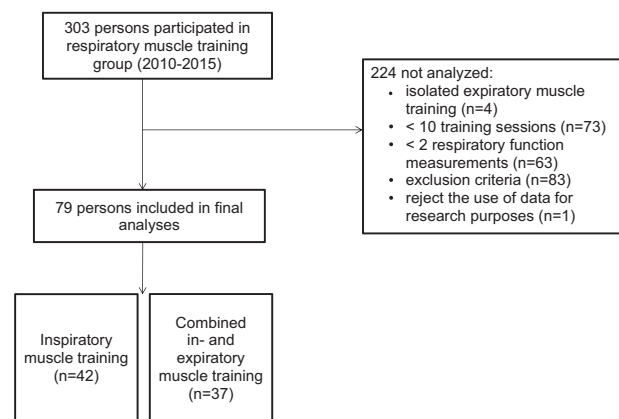 303 persons participated in
respiratory muscle training
group (2010-2015)
224 not analyzed:
• isolated expiratory muscle
training (n=4)
• < 10 training sessions (n=73)
• < 2 respiratory function
measurements (n=63)
• exclusion criteria (n=83)
• reject the use of data for
research purposes (n=1)
79 persons included in final
analyses
Inspiratory
muscle training
(n=42)
Combined
in- and
expiratory
muscle training
(n=37)